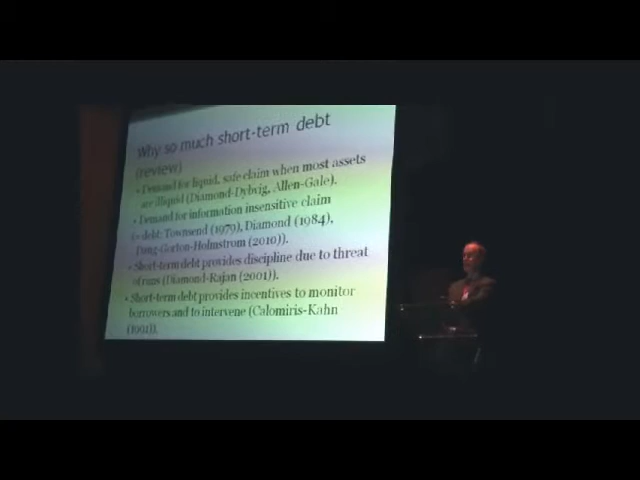 Why so much short-term debt
(review)
• Demand for liquid, safe claim when most assets
are illiquid (Diamond-Dybvig, Allen-Gale).
• Demand for information insensitive claim
(= debt: Townsend (1979), Diamond (1984),
Dang-Gorton-Holmstrom (2010)).
• Short-term debt provides discipline due to threat
of runs (Diamond-Rajan (2001)).
• Short-term debt provides incentives to monitor
borrowers and to intervene (Calomiris-Kahn
(1991)).